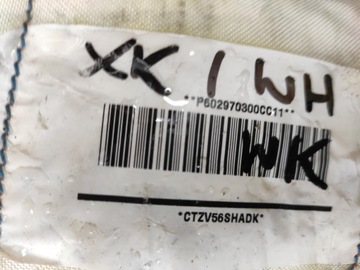 XK 1 WH
**P602970300CC11**
WK
*CTZV56SHADK*